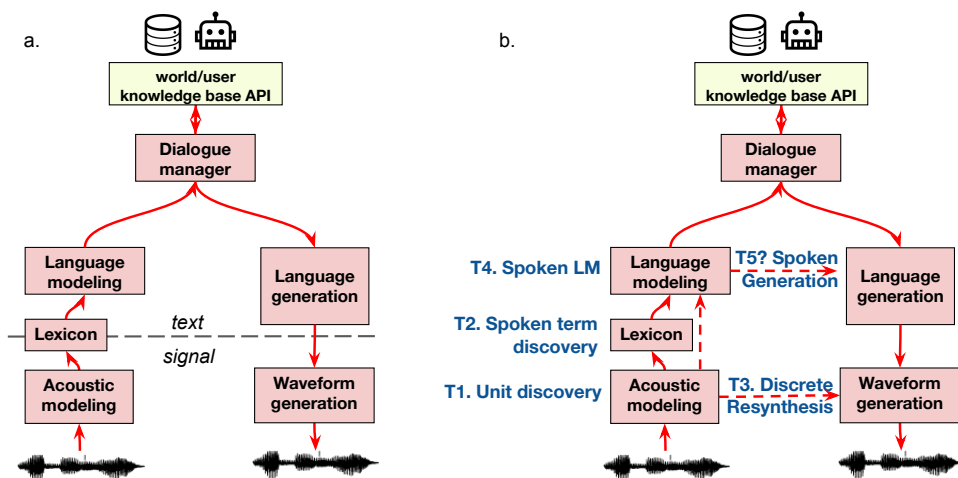 a.
world/user
knowledge base API
Dialogue
manager
Language
modeling
Language
generation
Lexicon
text
signal
Acoustic
modeling
Waveform
generation
b.
world/user
knowledge base API
Dialogue
manager
T4. Spoken LM
Language
modeling
T5? Spoken
Generation
Language
generation
T2. Spoken term
discovery
Lexicon
T1. Unit discovery
Acoustic
modeling
T3. Discrete
Resynthesis
Waveform
generation